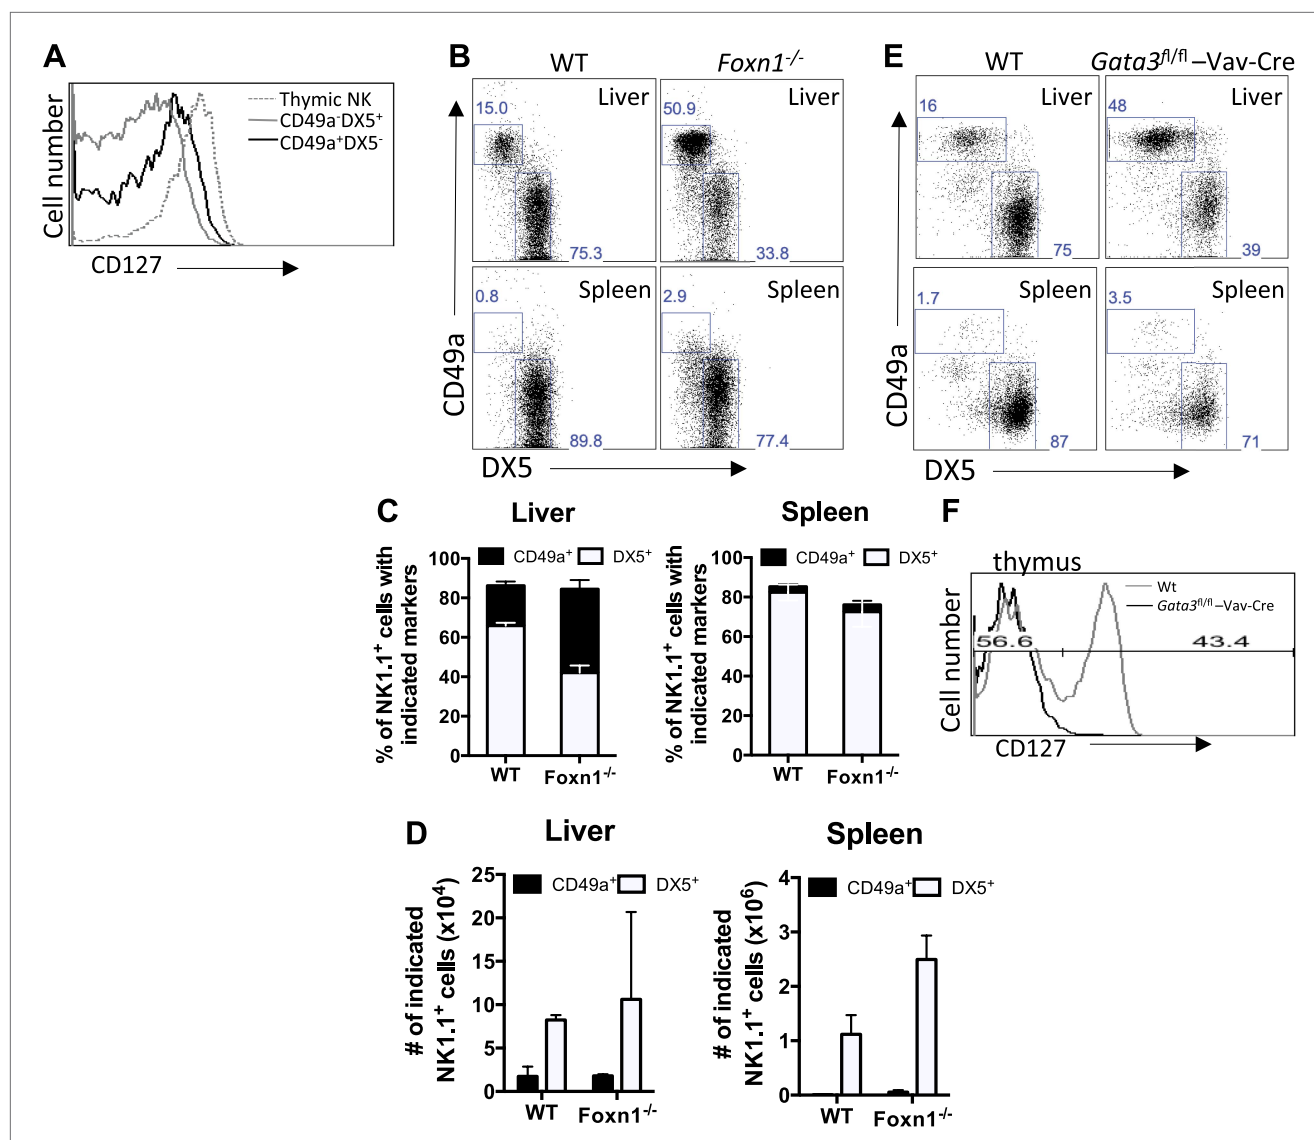 A
Thymic NK
CD49a⁻DX5⁺
CD49a⁺DX5⁻
Cell number
CD127
B
WT
Foxn1⁻/⁻
Liver
15.0
75.3
Liver
50.9
33.8
Spleen
0.8
89.8
Spleen
2.9
77.4
CD49a
DX5
E
WT
Gata3fl/fl –Vav-Cre
Liver
16
75
Liver
48
39
Spleen
1.7
87
Spleen
3.5
71
CD49a
DX5
C
Liver
CD49a⁺ DX5⁺
% of NK1.1⁺ cells with
indicated markers
100
80
60
40
20
0
WT Foxn1⁻/⁻
Spleen
CD49a⁺ DX5⁺
% of NK1.1⁺ cells with
indicated markers
100
80
60
40
20
0
WT Foxn1⁻/⁻
F
thymus
Wt
Gata3fl/fl –Vav-Cre
56.6
43.4
Cell number
CD127
D
Liver
CD49a⁺ DX5⁺
# of indicated
NK1.1⁺ cells (x10⁴)
25
20
15
10
5
0
WT Foxn1⁻/⁻
Spleen
CD49a⁺ DX5⁺
# of indicated
NK1.1⁺ cells (x10⁶)
4
3
2
1
0
WT Foxn1⁻/⁻